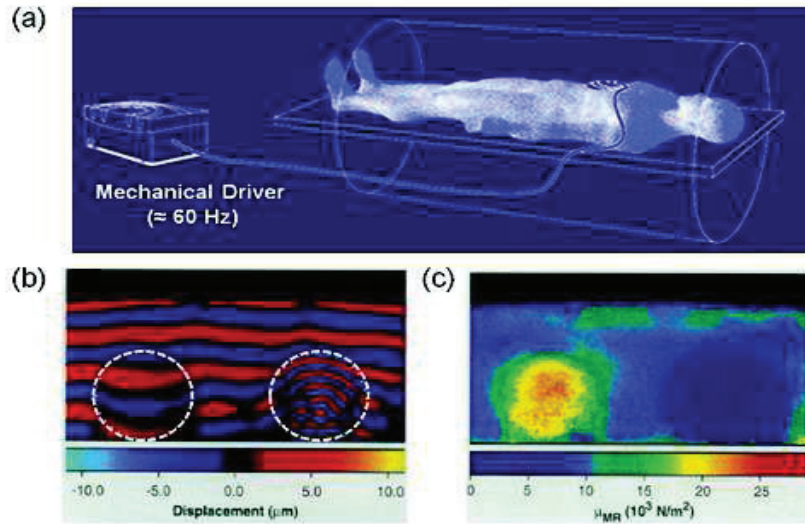 (a)
Mechanical Driver
(≈ 60 Hz)
(b)
(c)
-10.0 -5.0 0.0 5.0 10.0
Displacement (μm)
0 5 10 15 20 25
μMR (10³ N/m²)